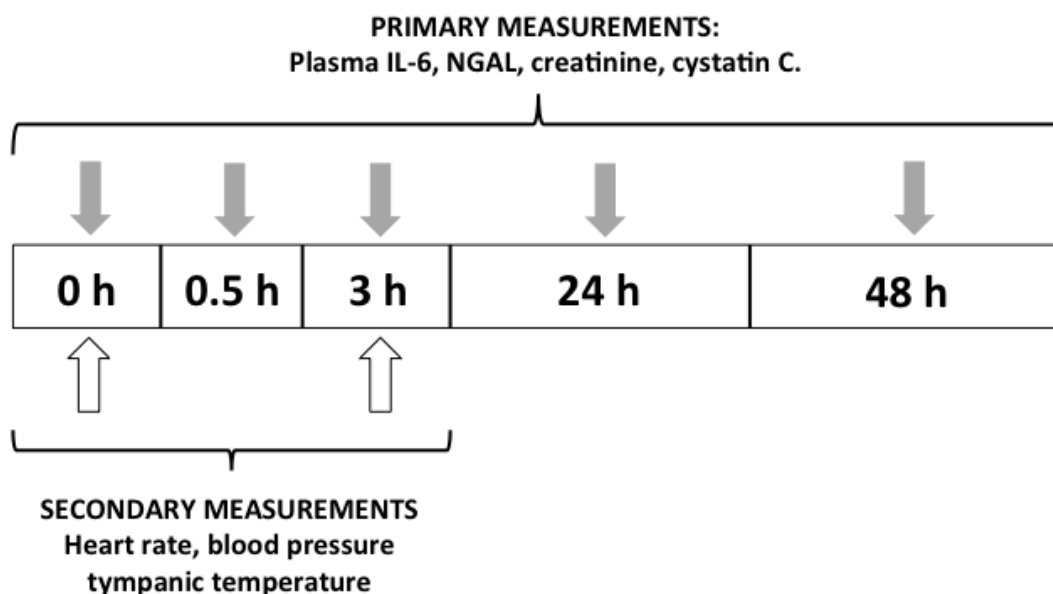 PRIMARY MEASUREMENTS:
Plasma IL-6, NGAL, creatinine, cystatin C.
0 h 0.5 h 3 h 24 h 48 h
SECONDARY MEASUREMENTS
Heart rate, blood pressure
tympanic temperature